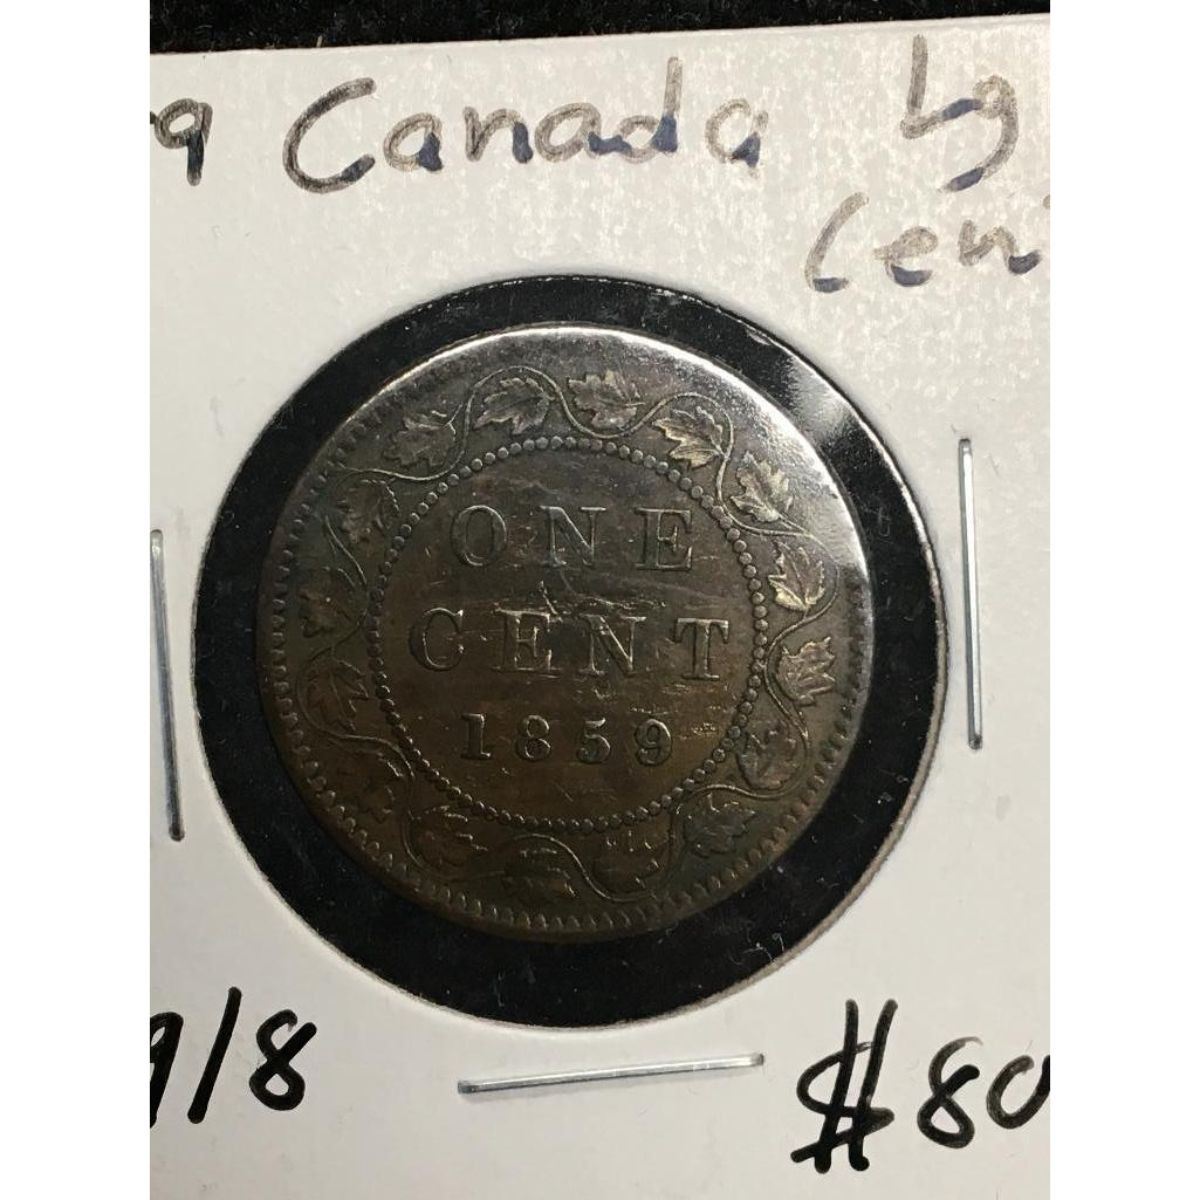 9 Canada Lg
Cen
ONE
CENT
1859
9/8 $80